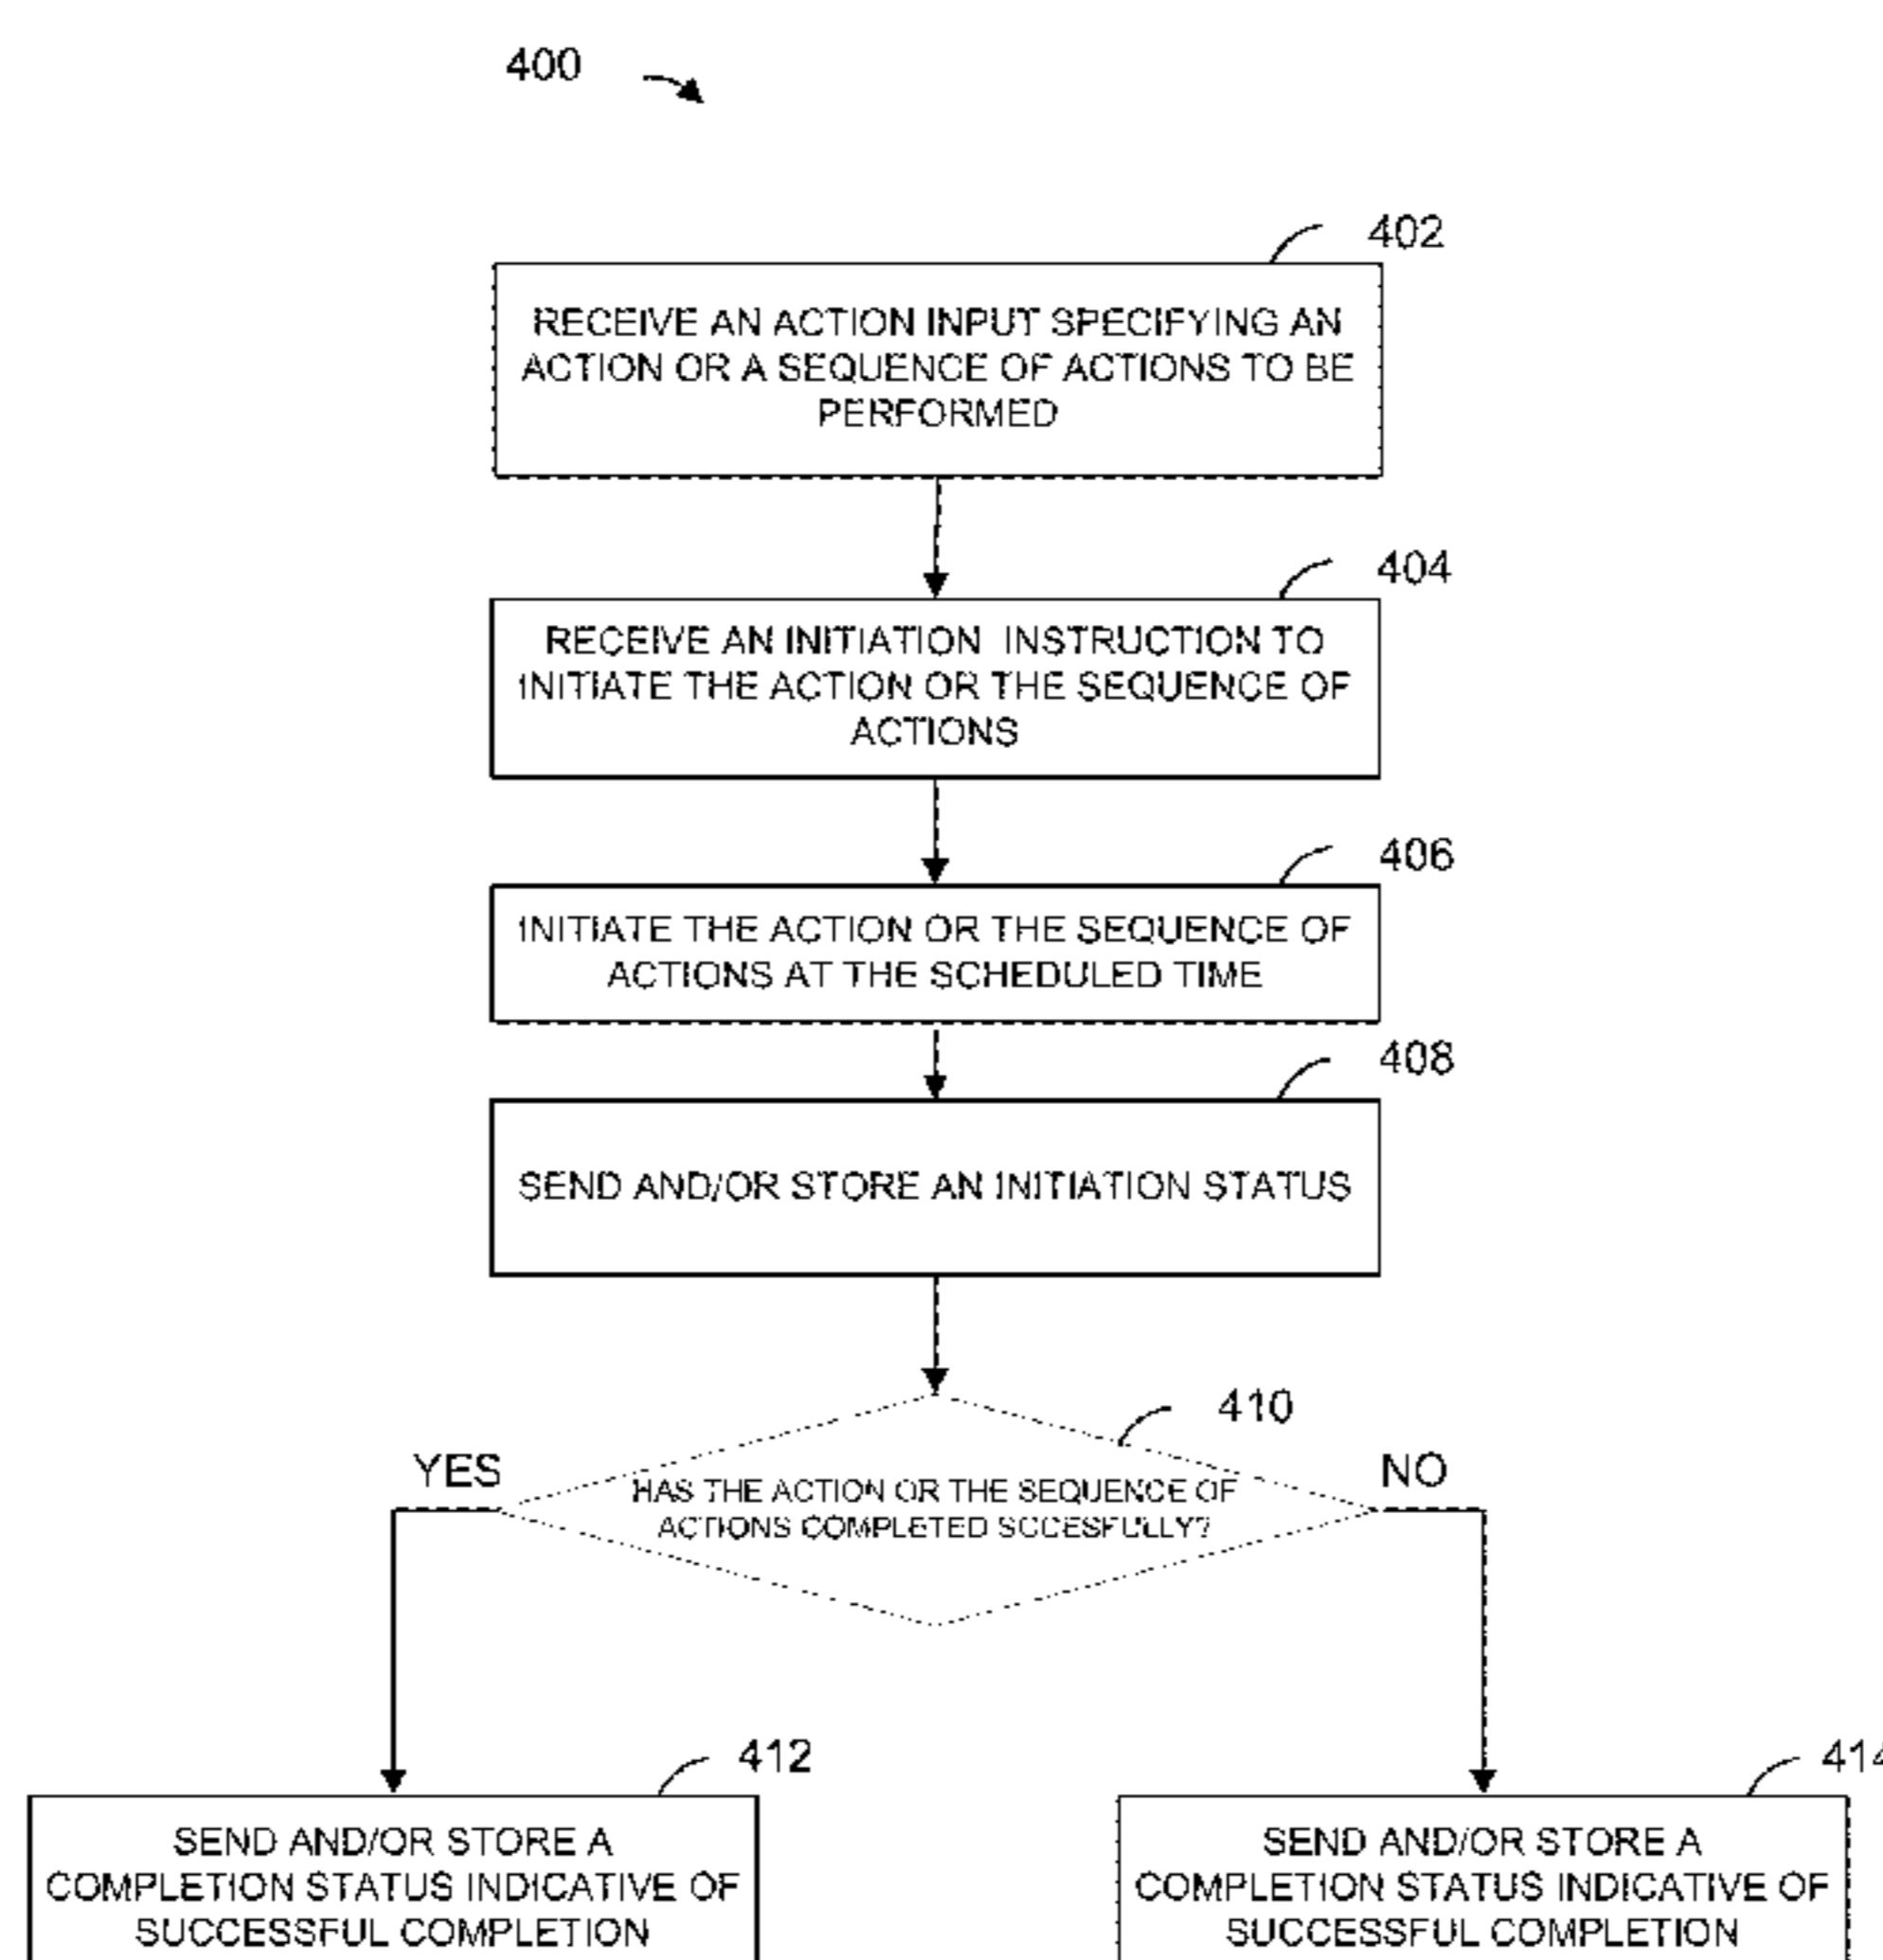 400
402
RECEIVE AN ACTION INPUT SPECIFYING AN
ACTION OR A SEQUENCE OF ACTIONS TO BE
PERFORMED
404
RECEIVE AN INITIATION INSTRUCTION TO
INITIATE THE ACTION OR THE SEQUENCE OF
ACTIONS
406
INITIATE THE ACTION OR THE SEQUENCE OF
ACTIONS AT THE SCHEDULED TIME
408
SEND AND/OR STORE AN INITIATION STATUS
410
YES
NO
HAS THE ACTION OR THE SEQUENCE OF
ACTIONS COMPLETED SUCCESFULLY?
412
SEND AND/OR STORE A
COMPLETION STATUS INDICATIVE OF
SUCCESSFUL COMPLETION
414
SEND AND/OR STORE A
COMPLETION STATUS INDICATIVE OF
SUCCESSFUL COMPLETION